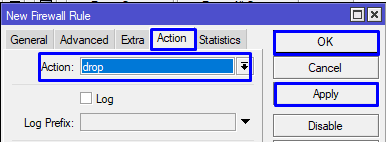 New Firewall Rule
General Advanced Extra Action Statistics
OK
Action: drop
Cancel
Log
Apply
Log Prefix:
Disable